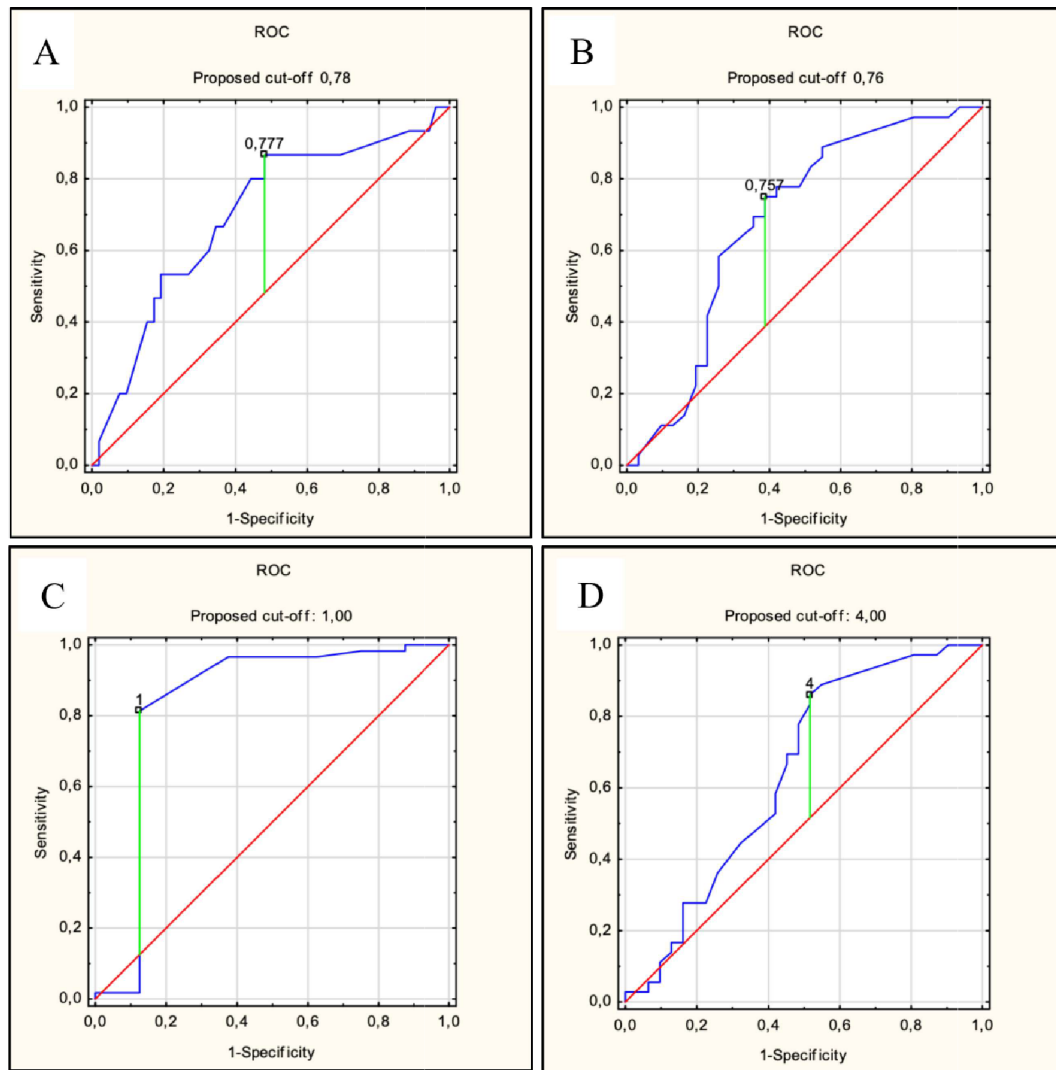 A
ROC
Proposed cut-off 0,78
1,0
0,8
0,6
0,4
0,2
0,0
0,777
Sensitivity
0,0 0,2 0,4 0,6 0,8 1,0
1-Specificity
B
ROC
Proposed cut-off 0,76
1,0
0,8
0,6
0,4
0,2
0,0
0,757
Sensitivity
0,0 0,2 0,4 0,6 0,8 1,0
1-Specificity
C
ROC
Proposed cut-off: 1,00
1,0
0,8
0,6
0,4
0,2
0,0
1
Sensitivity
0,0 0,2 0,4 0,6 0,8 1,0
1-Specificity
D
ROC
Proposed cut-off: 4,00
1,0
0,8
0,6
0,4
0,2
0,0
4
Sensitivity
0,0 0,2 0,4 0,6 0,8 1,0
1-Specificity